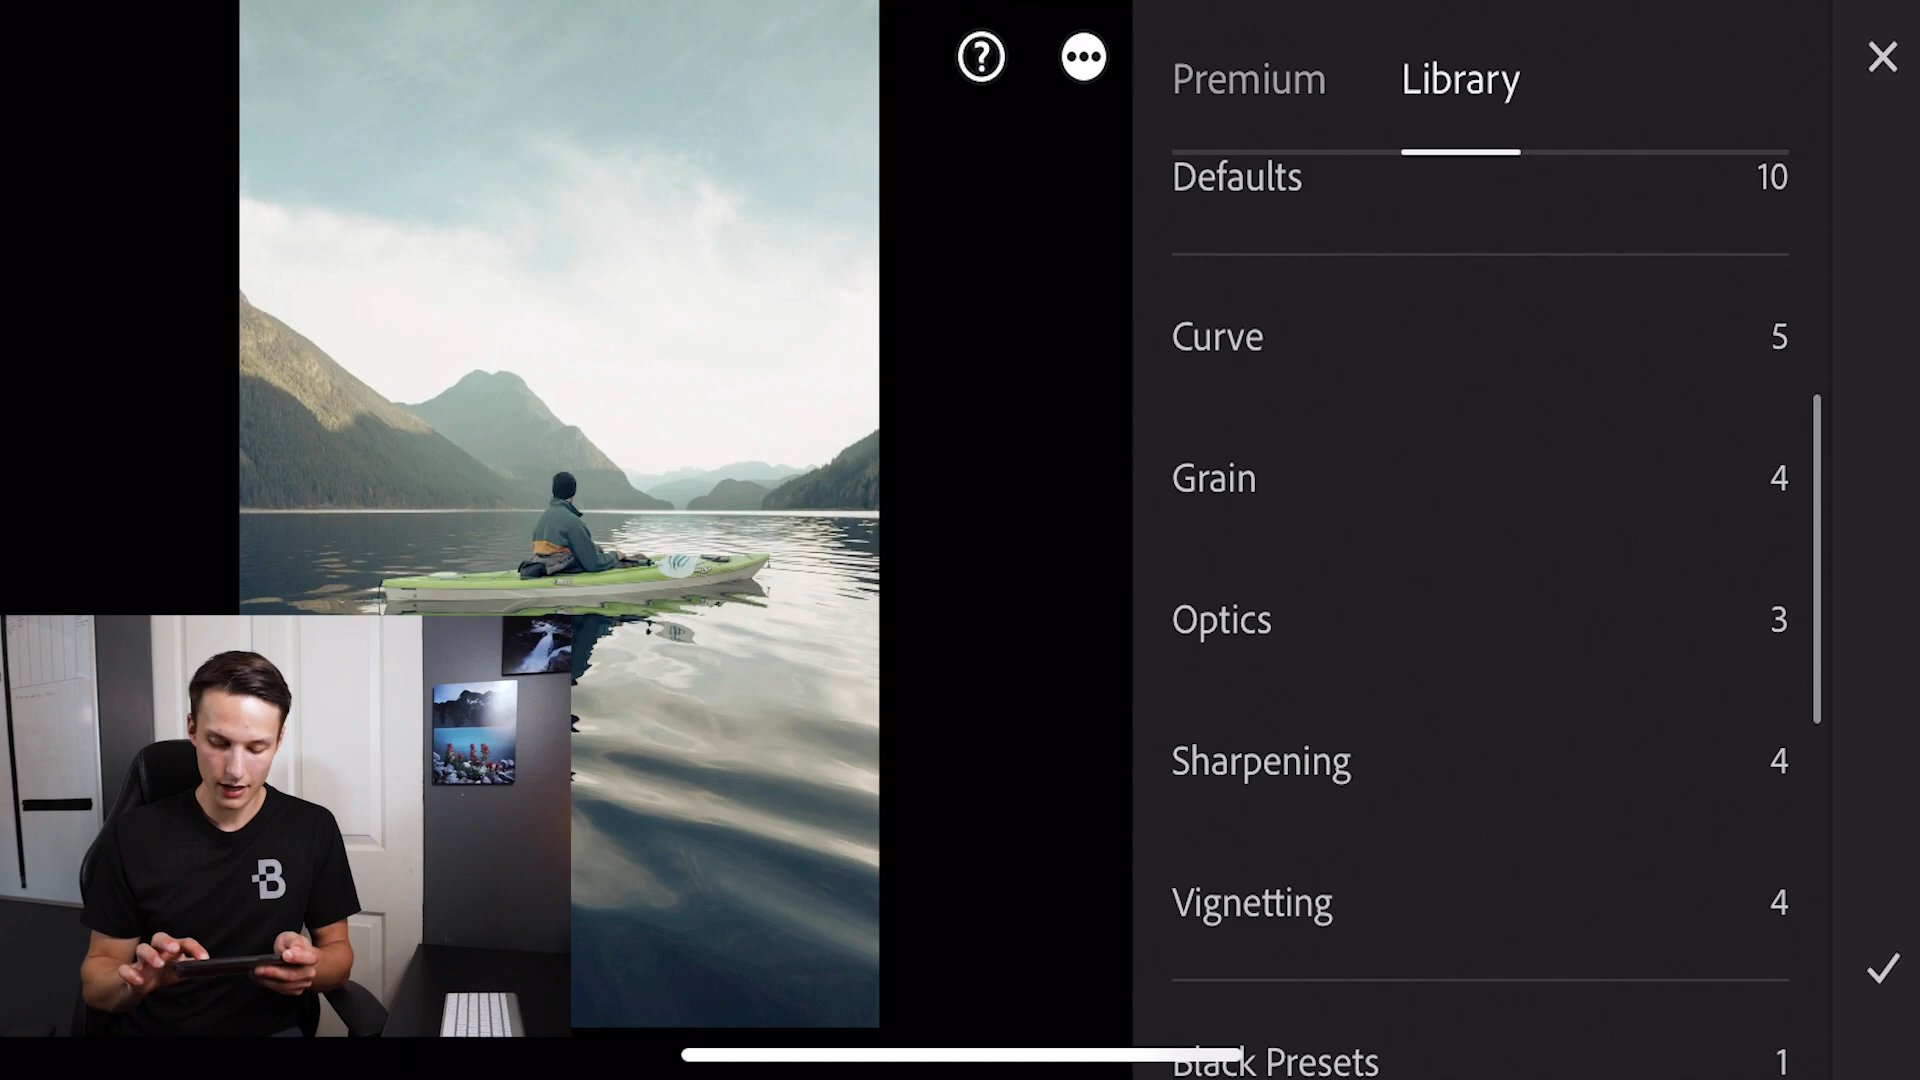 Premium Library
Defaults 10
Curve 5
Grain 4
Optics 3
Sharpening 4
Vignetting 4
Black Presets 1
B